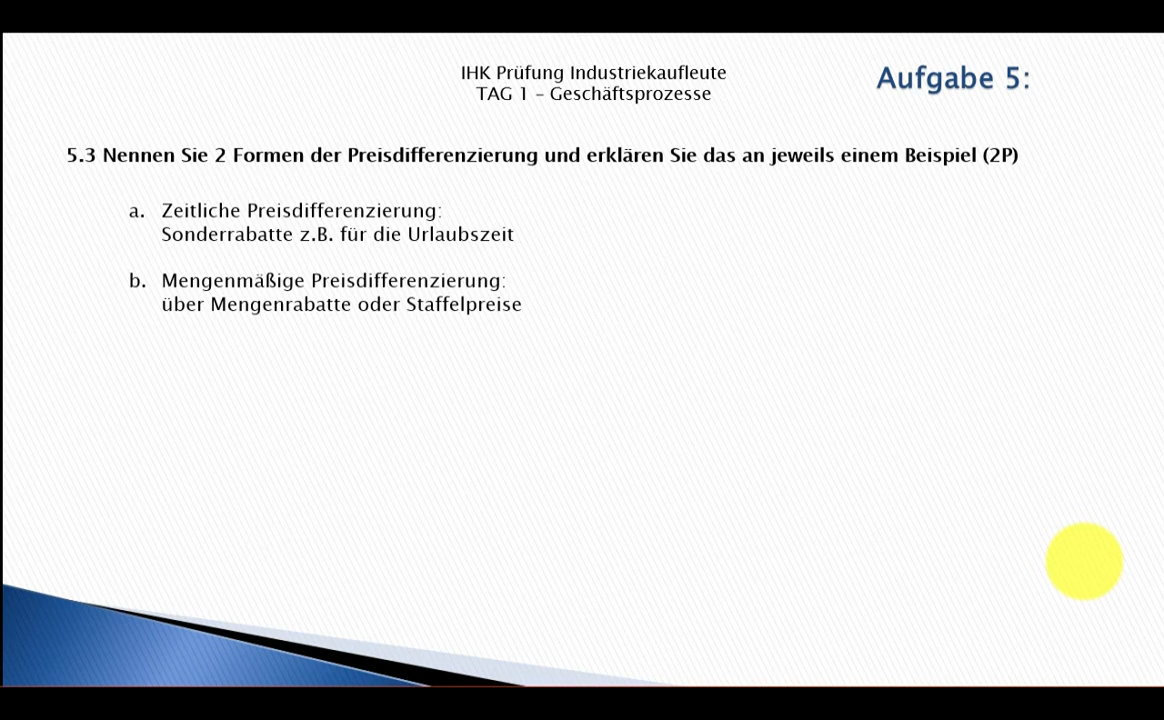 IHK Prüfung Industriekaufleute
TAG 1 – Geschäftsprozesse
Aufgabe 5:
5.3 Nennen Sie 2 Formen der Preisdifferenzierung und erklären Sie das an jeweils einem Beispiel (2P)
a. Zeitliche Preisdifferenzierung:
Sonderrabatte z.B. für die Urlaubszeit
b. Mengenmäßige Preisdifferenzierung:
über Mengenrabatte oder Staffelpreise